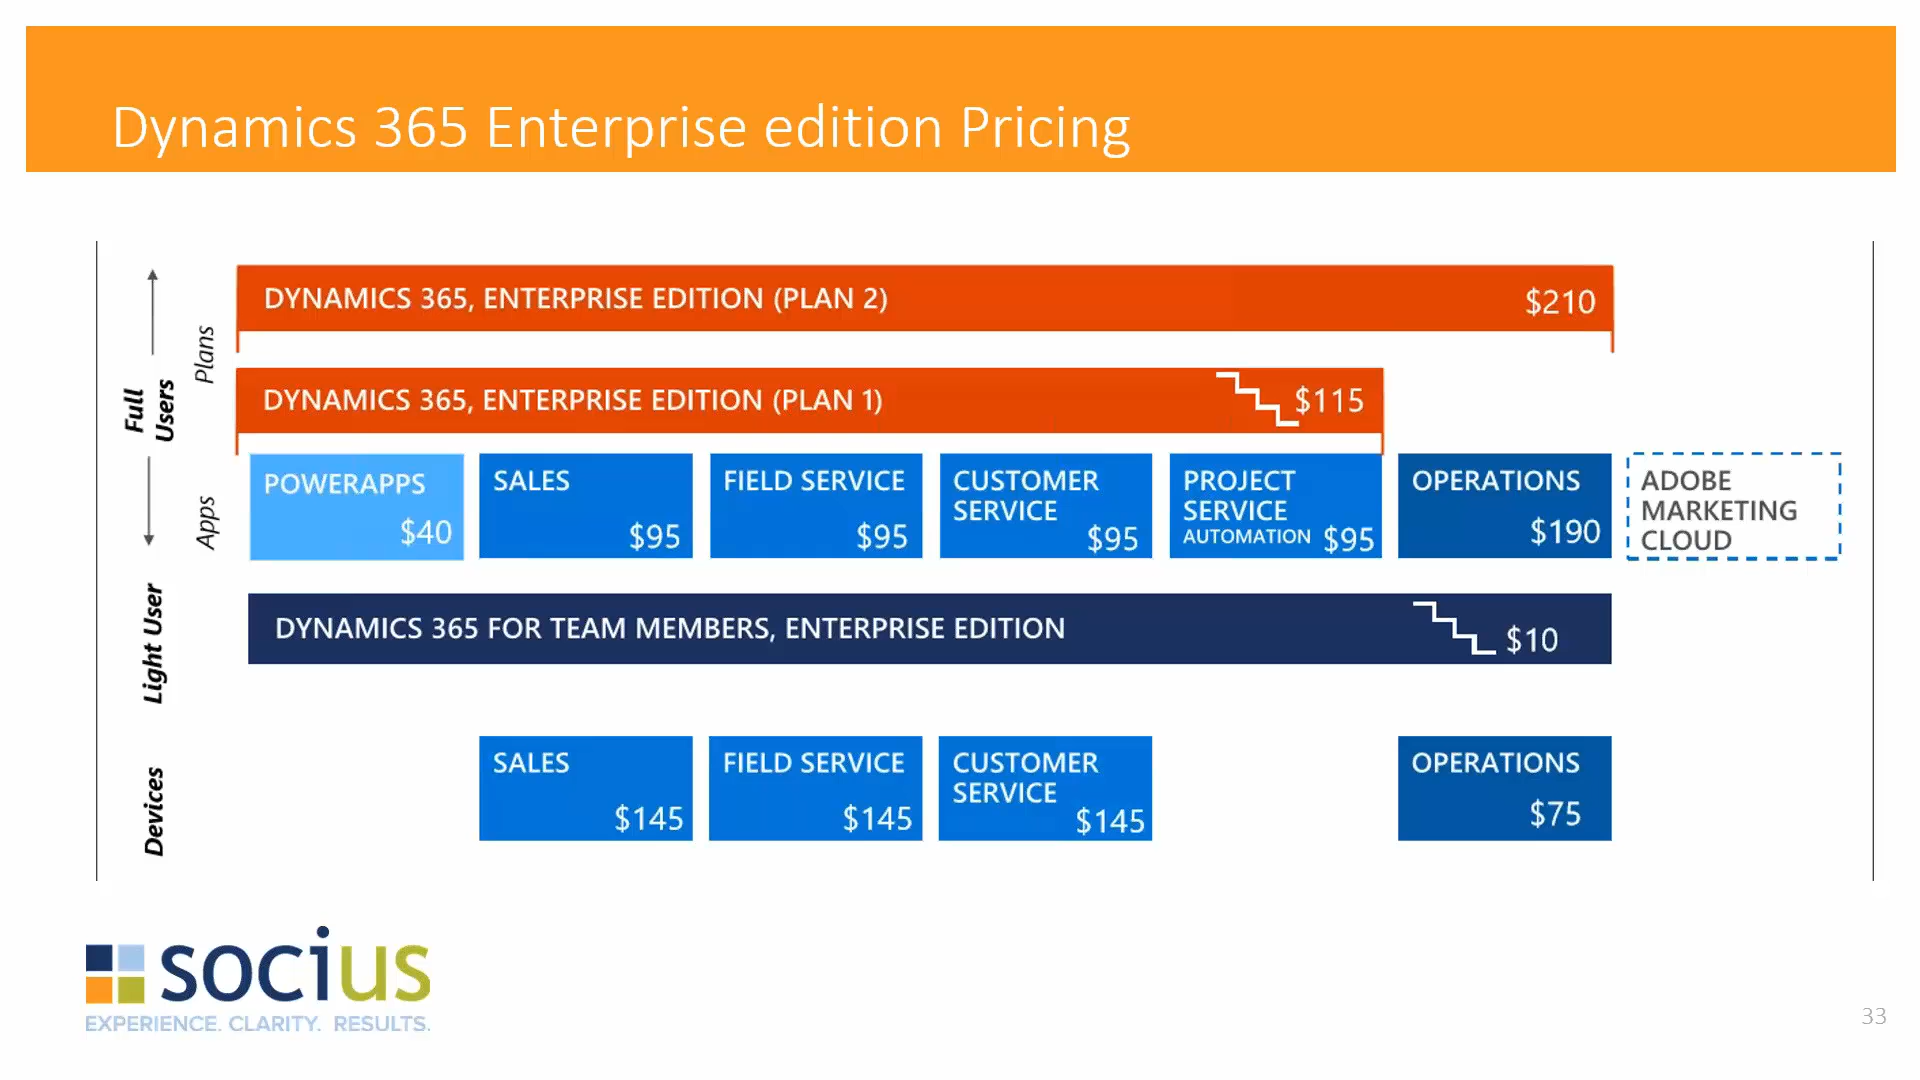 Dynamics 365 Enterprise edition Pricing
Full
Users
Plans
Apps
Light User
Devices
DYNAMICS 365, ENTERPRISE EDITION (PLAN 2)
$210
DYNAMICS 365, ENTERPRISE EDITION (PLAN 1)
$115
POWERAPPS
$40
SALES
$95
FIELD SERVICE
$95
CUSTOMER
SERVICE
$95
PROJECT
SERVICE
AUTOMATION $95
OPERATIONS
$190
ADOBE
MARKETING
CLOUD
DYNAMICS 365 FOR TEAM MEMBERS, ENTERPRISE EDITION
$10
SALES
$145
FIELD SERVICE
$145
CUSTOMER
SERVICE
$145
OPERATIONS
$75
socius
EXPERIENCE. CLARITY. RESULTS.
33